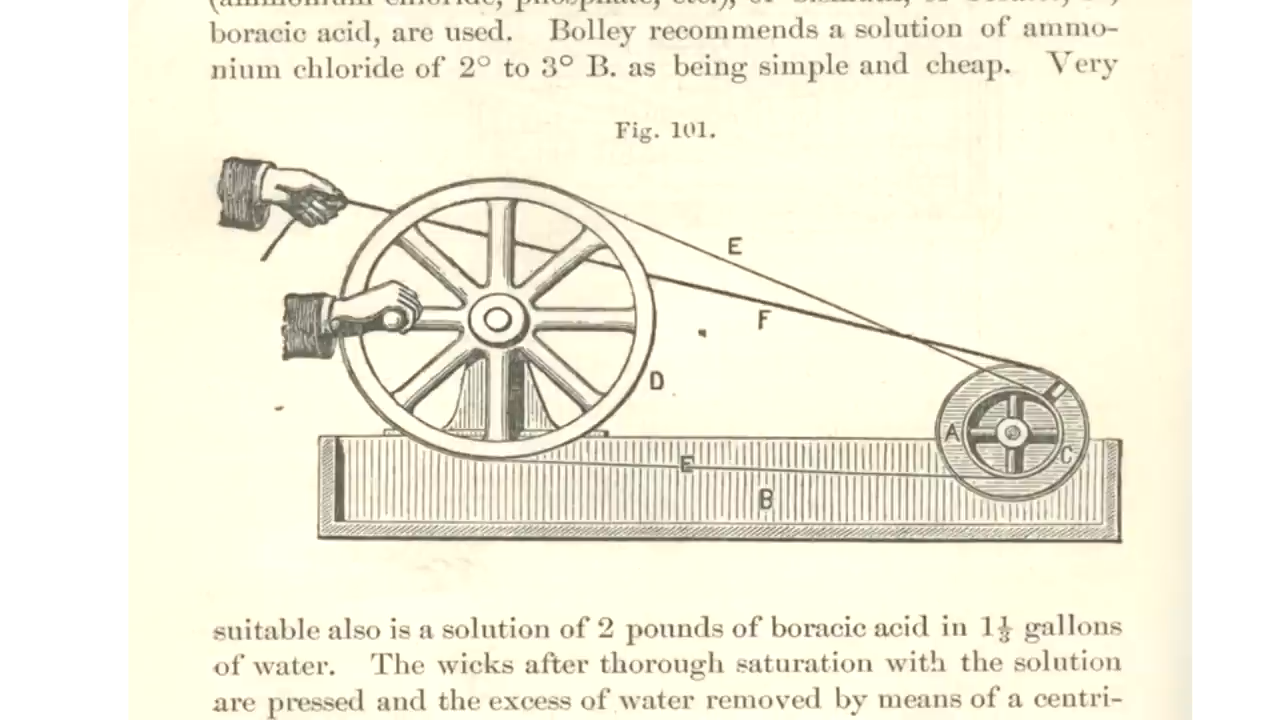 boracic acid, are used. Bolley recommends a solution of ammo-
nium chloride of 2° to 3° B. as being simple and cheap. Very
Fig. 101.
E
F
D
A
C
E
B
suitable also is a solution of 2 pounds of boracic acid in 1⅓ gallons
of water. The wicks after thorough saturation with the solution
are pressed and the excess of water removed by means of a centri-